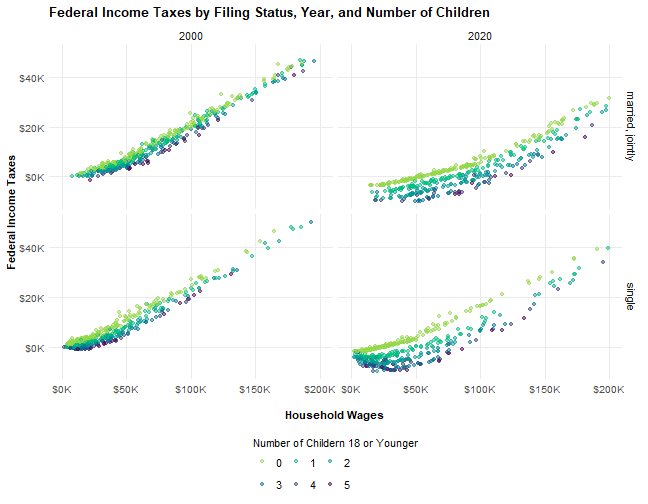 Federal Income Taxes by Filing Status, Year, and Number of Children
2000
2020
$40K
$20K
$0K
married, jointly
$40K
$20K
$0K
single
Federal Income Taxes
$0K $50K $100K $150K $200K
$0K $50K $100K $150K $200K
Household Wages
Number of Childern 18 or Younger
0 1 2
3 4 5